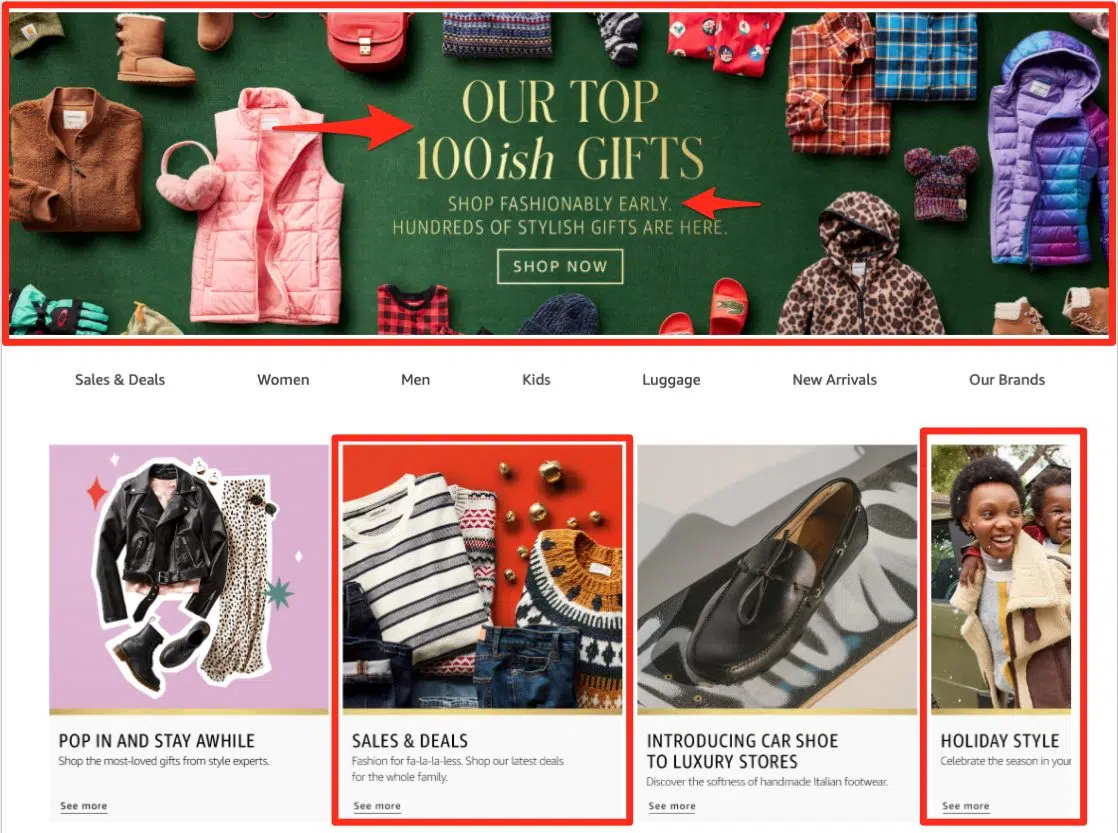 OUR TOP
100ish GIFTS
SHOP FASHIONABLY EARLY.
HUNDREDS OF STYLISH GIFTS ARE HERE.
SHOP NOW
Sales & Deals
Women
Men
Kids
Luggage
New Arrivals
Our Brands
POP IN AND STAY AWHILE
Shop the most-loved gifts from style experts.
See more
SALES & DEALS
Fashion for fa-la-la-less. Shop our latest deals
for the whole family.
See more
INTRODUCING CAR SHOE
TO LUXURY STORES
Discover the softness of handmade Italian footwear.
See more
HOLIDAY STYLE
Celebrate the season in your
See more